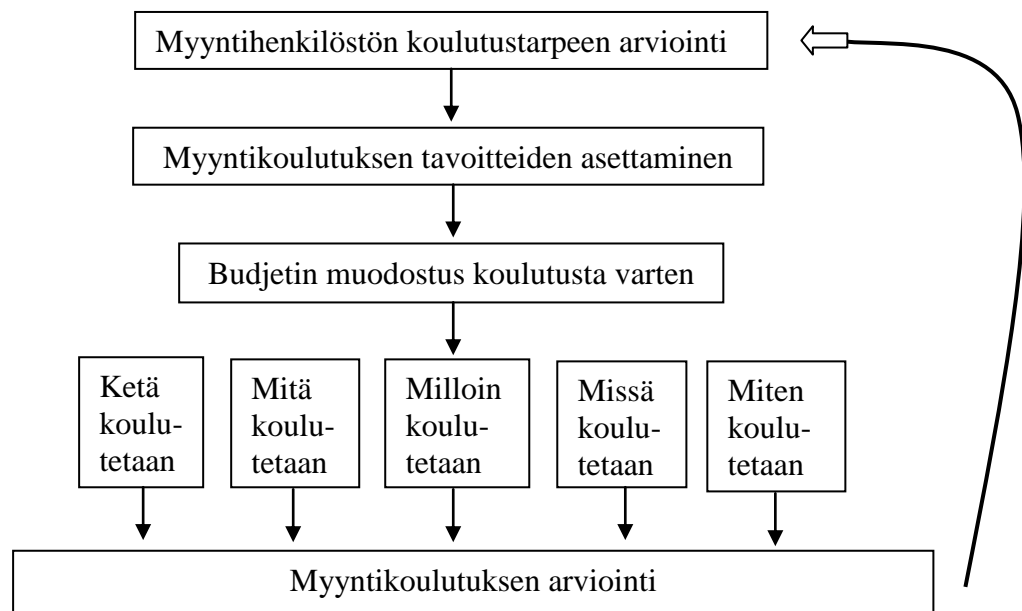 Myyntihenkilöstön koulutustarpeen arviointi
Myyntikoulutuksen tavoitteiden asettaminen
Budjetin muodostus koulutusta varten
Ketä
koulu-
tetaan
Mitä
koulu-
tetaan
Milloin
koulu-
tetaan
Missä
koulu-
tetaan
Miten
koulu-
tetaan
Myyntikoulutuksen arviointi